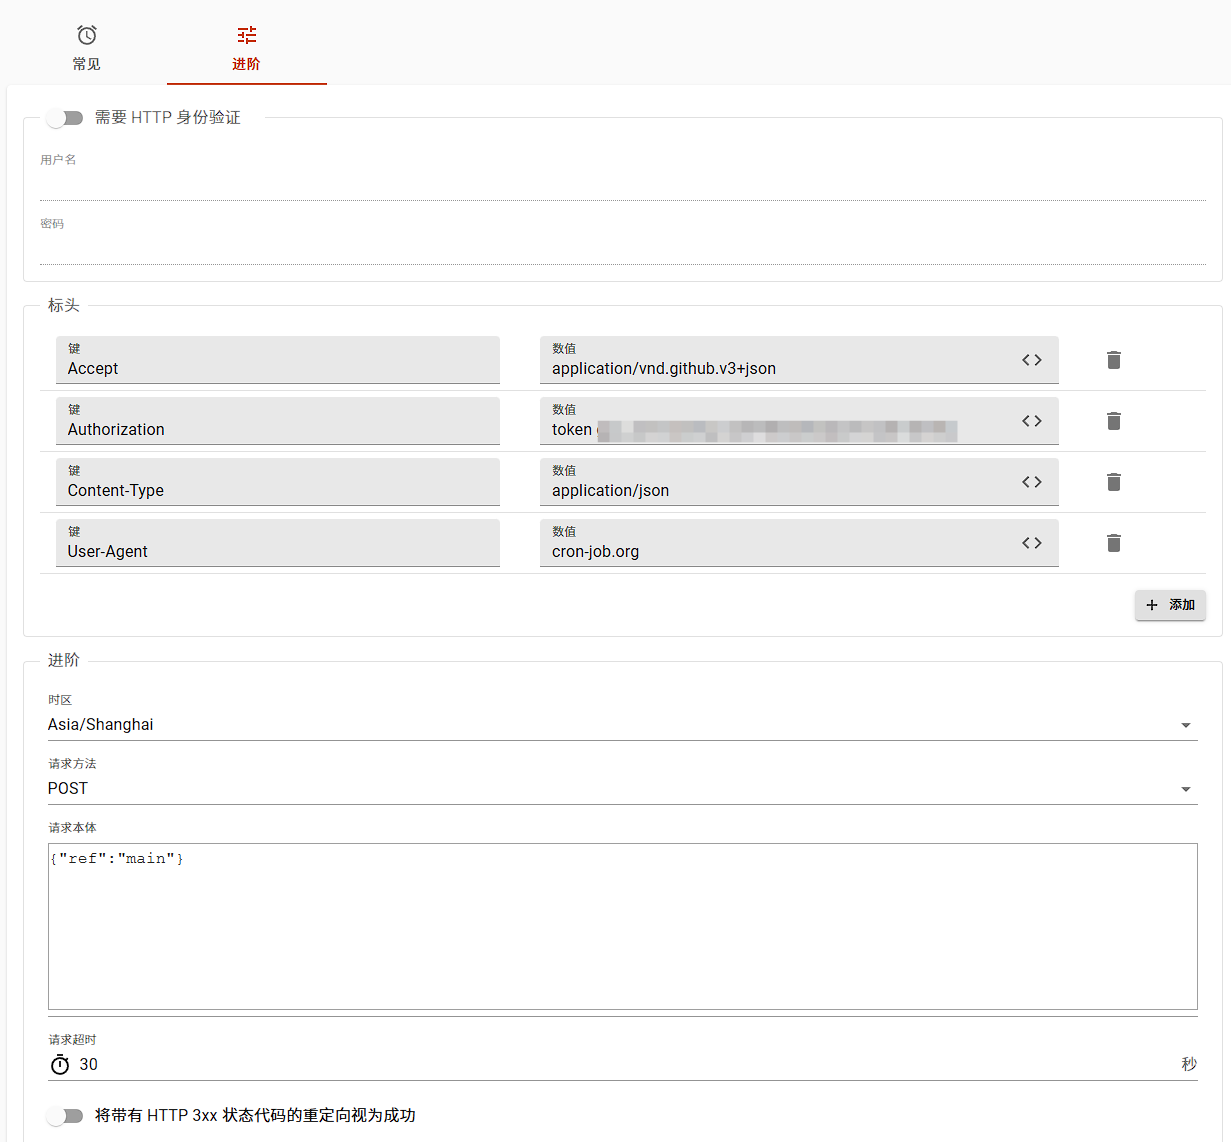 常见
进阶
需要 HTTP 身份验证
用户名
密码
标头
键
Accept
数值
application/vnd.github.v3+json
键
Authorization
数值
token
键
Content-Type
数值
application/json
键
User-Agent
数值
cron-job.org
添加
进阶
时区
Asia/Shanghai
请求方法
POST
请求本体
{"ref":"main"}
请求超时
30 秒
将带有 HTTP 3xx 状态代码的重定向视为成功